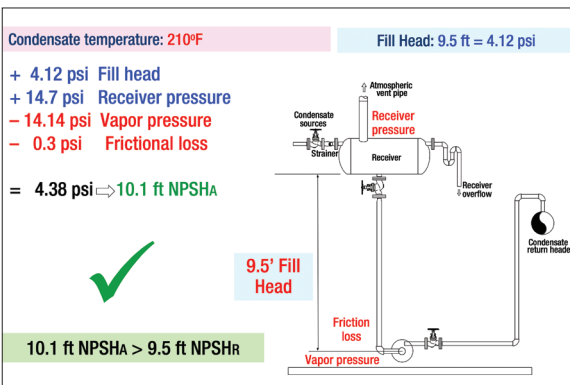 Condensate temperature: 210ºF
Fill Head: 9.5 ft = 4.12 psi
+ 4.12 psi Fill head
+ 14.7 psi Receiver pressure
– 14.14 psi Vapor pressure
– 0.3 psi Frictional loss
= 4.38 psi ⇨ 10.1 ft NPSHA
10.1 ft NPSHA > 9.5 ft NPSHR
Atmospheric
vent pipe
Condensate
sources
Receiver
pressure
Strainer
Receiver
Receiver
overflow
Condensate
return heade
9.5’ Fill
Head
Friction
loss
Vapor pressure